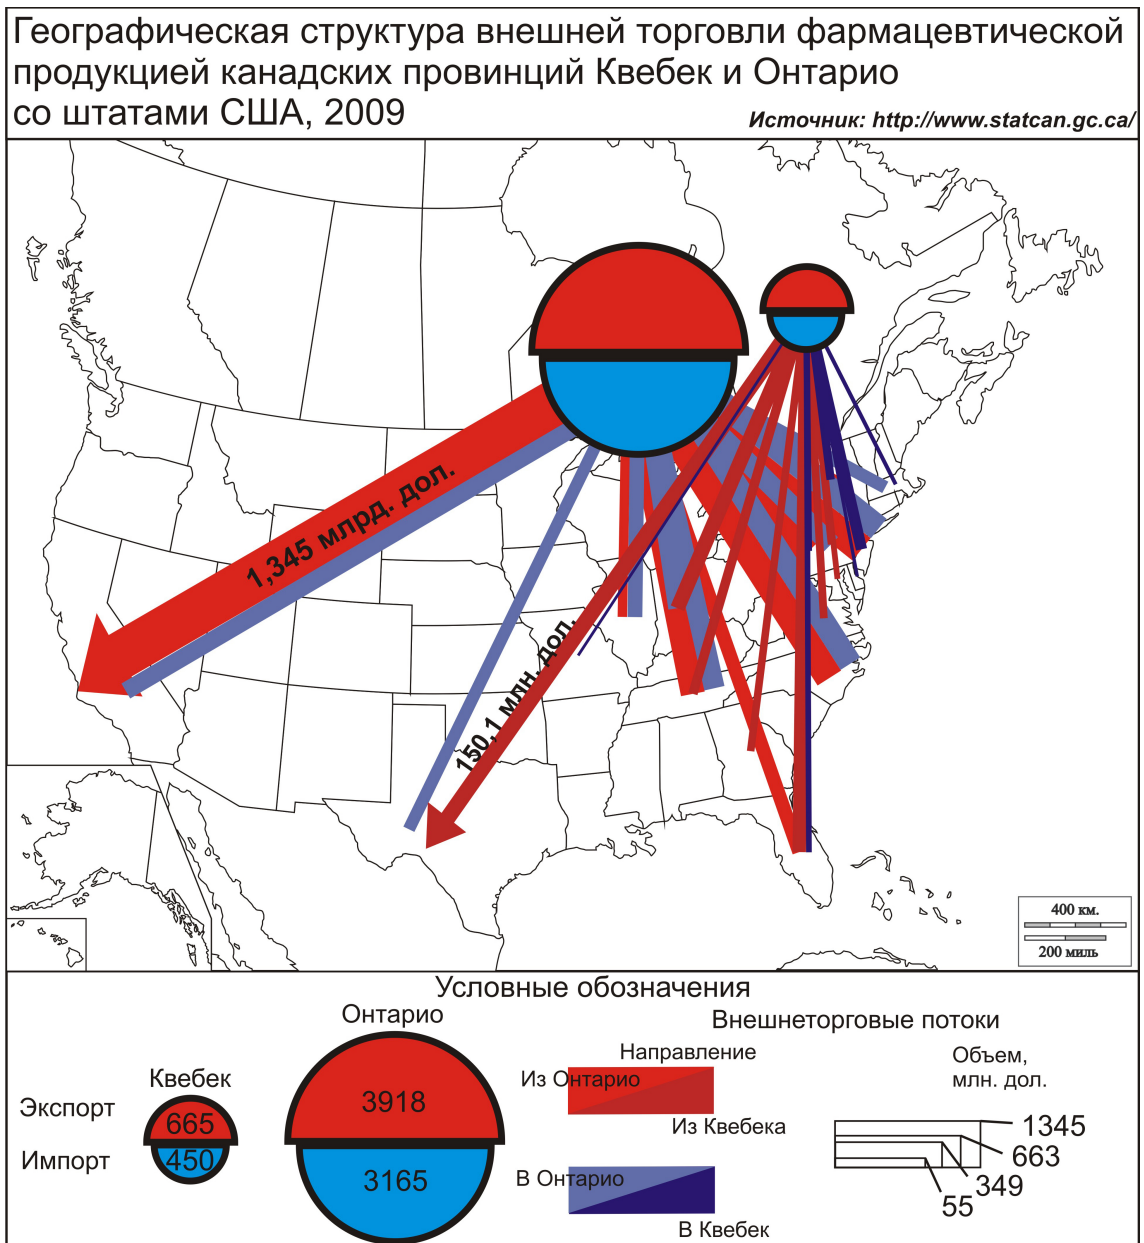 Географическая структура внешней торговли фармацевтической
продукцией канадских провинций Квебек и Онтарио
со штатами США, 2009
Источник: http://www.statcan.gc.ca/
1,345 млрд. дол.
150,1 млн. дол.
400 км.
200 миль
Условные обозначения
Онтарио
Внешнеторговые потоки
Направление
Объем,
млн. дол.
Квебек
Из Онтарио
Экспорт
665
3918
Из Квебека
1345
Импорт
450
663
3165
В Онтарио
349
55
В Квебек